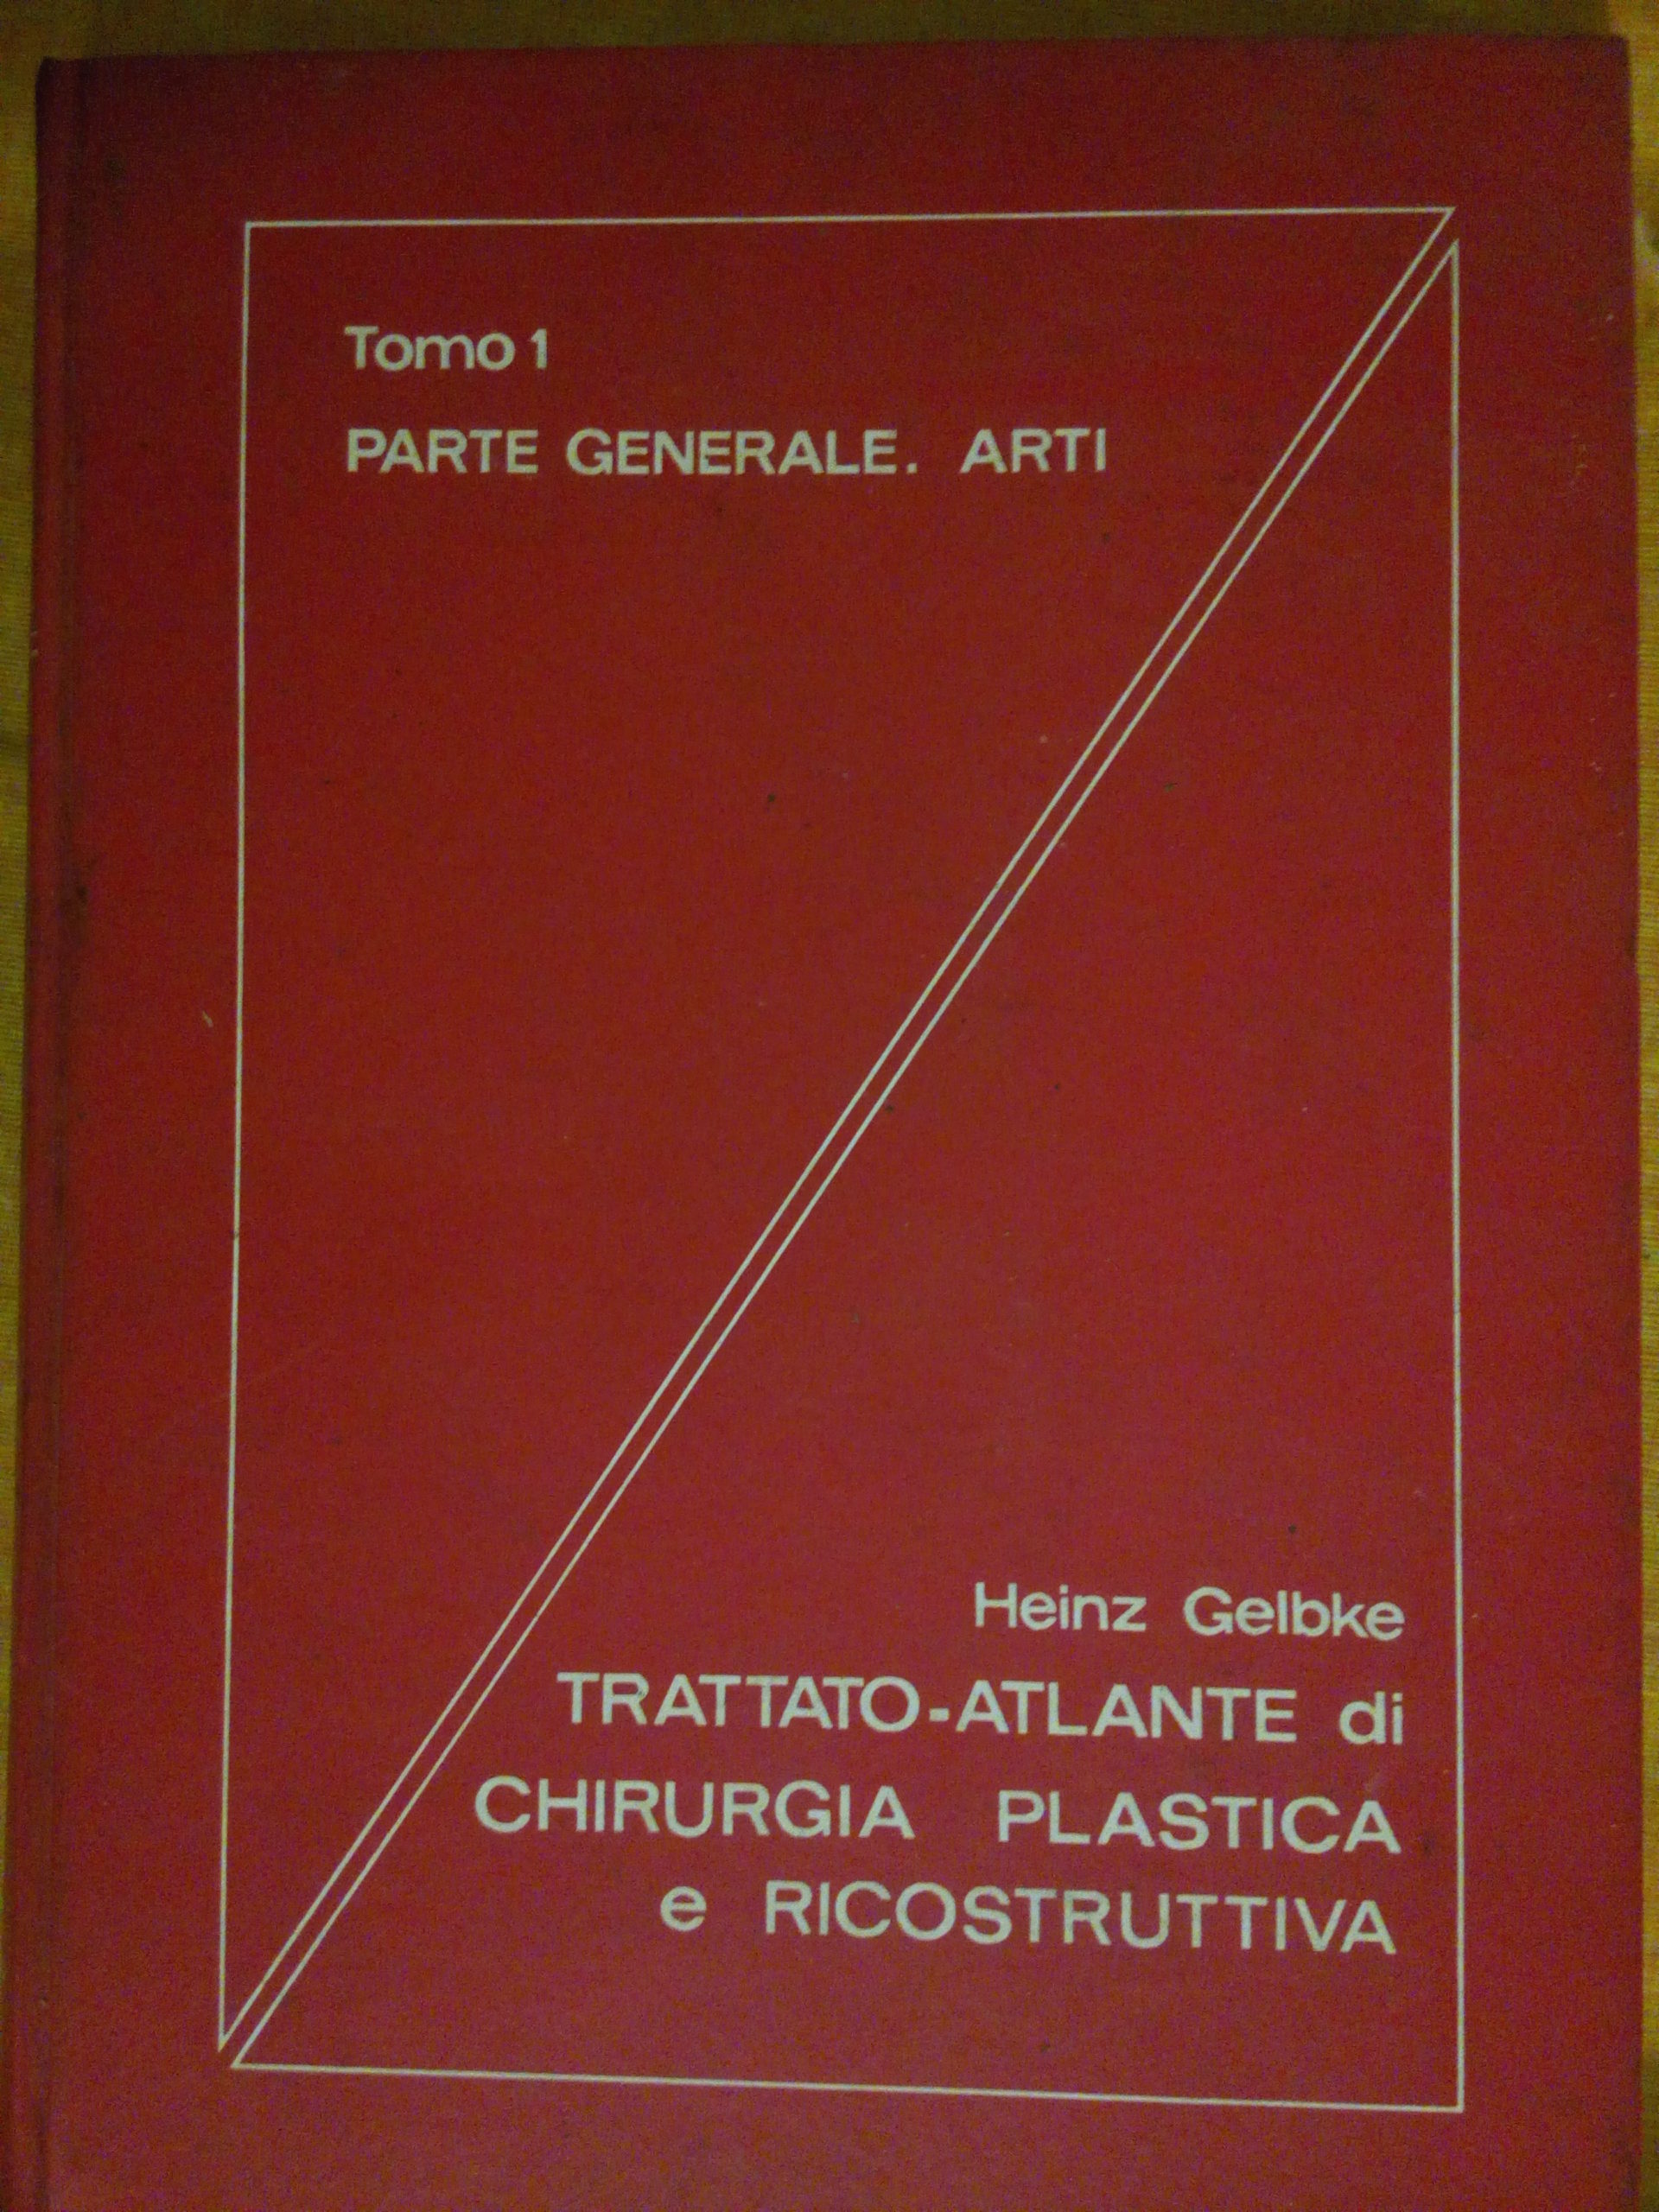 Tomo 1
PARTE GENERALE. ARTI
Heinz Gelbke
TRATTATO-ATLANTE di
CHIRURGIA PLASTICA
e RICOSTRUTTIVA